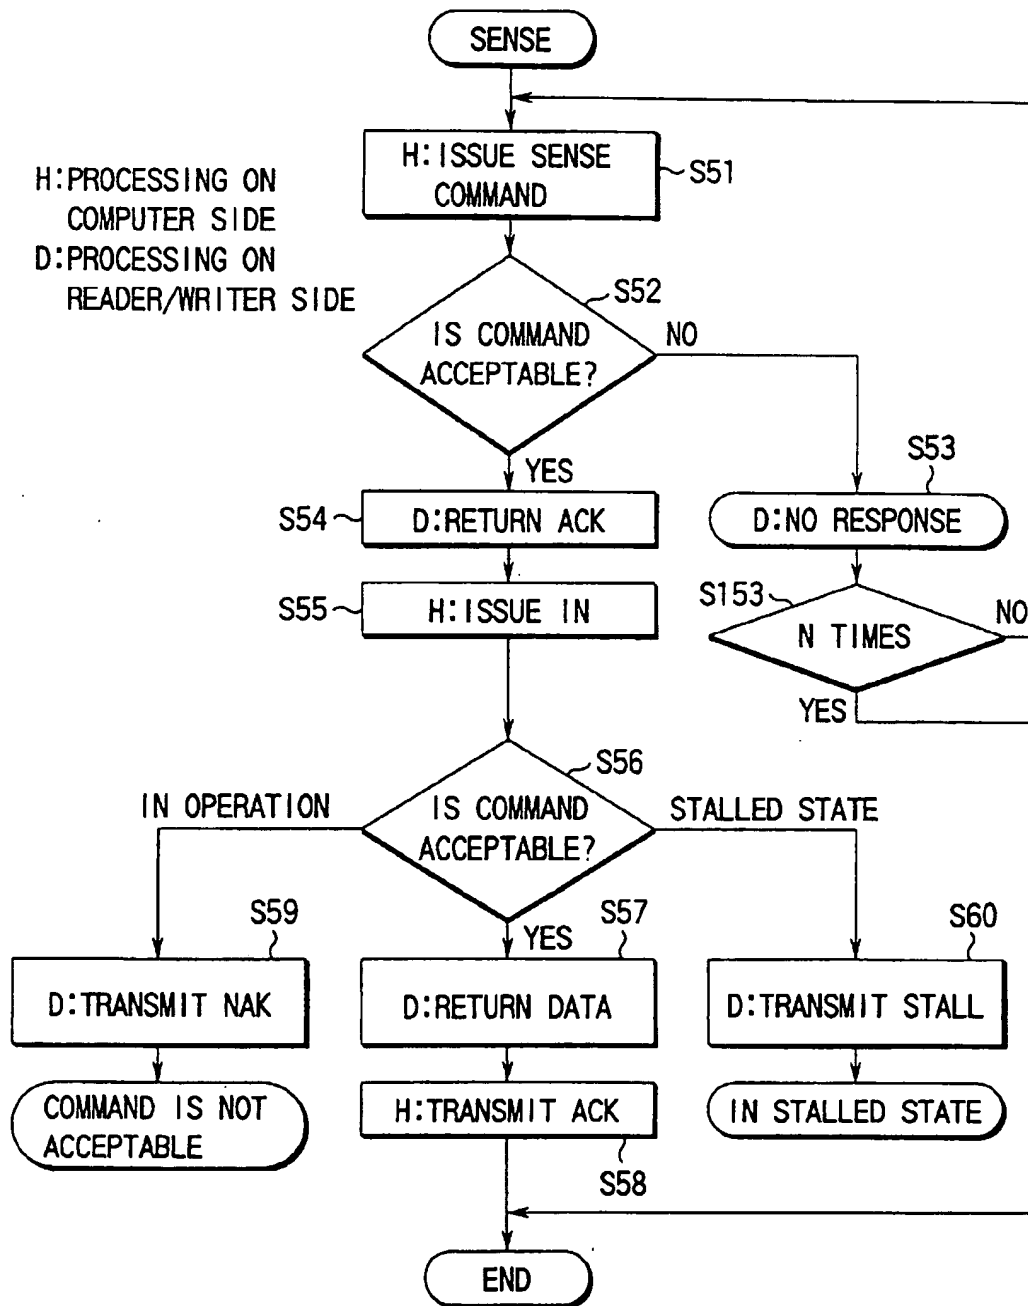 SENSE
H:ISSUE SENSE
COMMAND
S51
H:PROCESSING ON
COMPUTER SIDE
D:PROCESSING ON
READER/WRITER SIDE
S52
IS COMMAND
ACCEPTABLE?
NO
YES
S53
S54
D:RETURN ACK
D:NO RESPONSE
S55
H:ISSUE IN
S153
N TIMES
NO
YES
S56
IN OPERATION
IS COMMAND
ACCEPTABLE?
STALLED STATE
S59
YES
S57
S60
D:TRANSMIT NAK
D:RETURN DATA
D:TRANSMIT STALL
COMMAND IS NOT
ACCEPTABLE
H:TRANSMIT ACK
IN STALLED STATE
S58
END